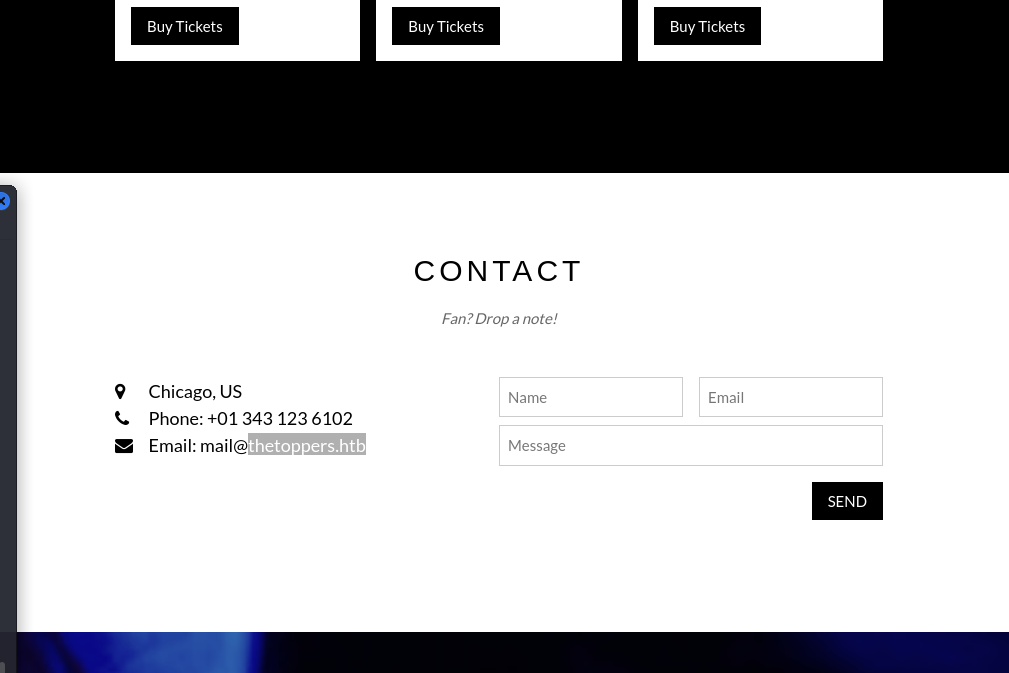 Buy Tickets Buy Tickets Buy Tickets
CONTACT
Fan? Drop a note!
Chicago, US
Phone: +01 343 123 6102
Email: mail@thetoppers.htb
Name Email
Message
SEND